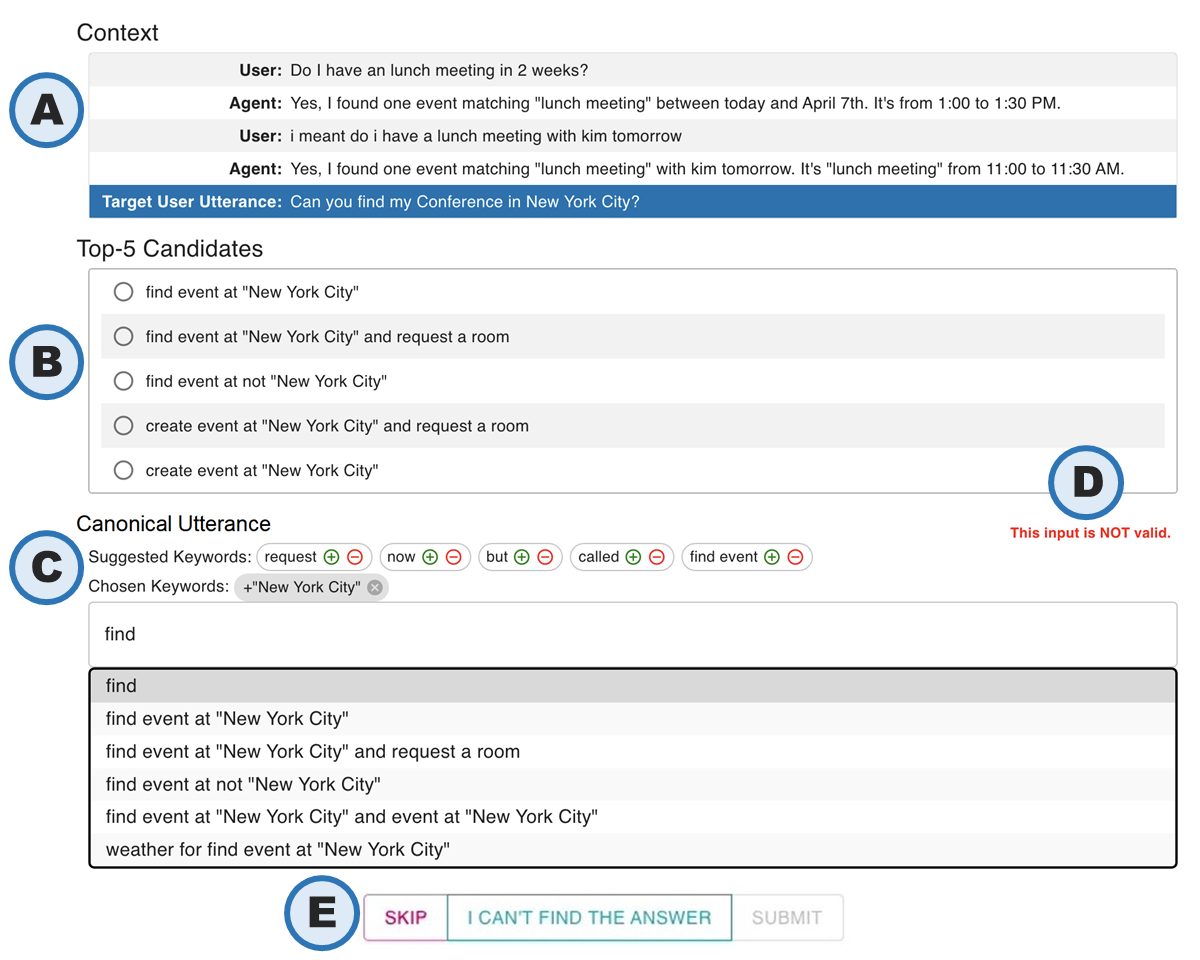 Context
A
User: Do I have an lunch meeting in 2 weeks?
Agent: Yes, I found one event matching "lunch meeting" between today and April 7th. It's from 1:00 to 1:30 PM.
User: i meant do i have a lunch meeting with kim tomorrow
Agent: Yes, I found one event matching "lunch meeting" with kim tomorrow. It's "lunch meeting" from 11:00 to 11:30 AM.
Target User Utterance: Can you find my Conference in New York City?
Top-5 Candidates
B
find event at "New York City"
find event at "New York City" and request a room
find event at not "New York City"
create event at "New York City" and request a room
create event at "New York City"
D
Canonical Utterance
This input is NOT valid.
C
Suggested Keywords: request now but called find event
Chosen Keywords: +"New York City"
find
find
find event at "New York City"
find event at "New York City" and request a room
find event at not "New York City"
find event at "New York City" and event at "New York City"
weather for find event at "New York City"
E
SKIP I CAN'T FIND THE ANSWER SUBMIT